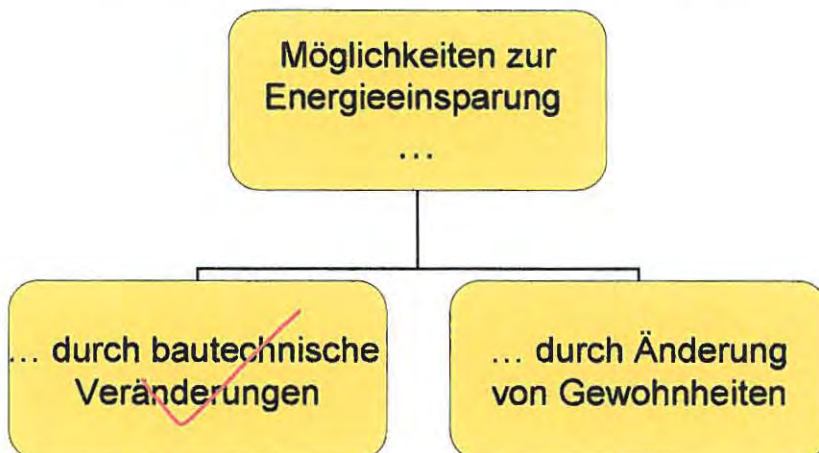 Möglichkeiten zur
Energieeinsparung
...
... durch bautechnische
Veränderungen
... durch Änderung
von Gewohnheiten